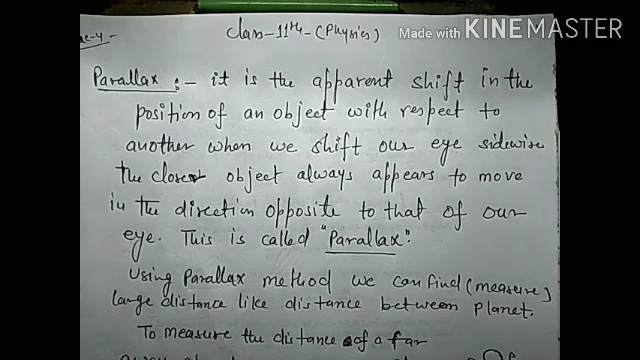 Class-11th-(Physics)
Made with KINEMASTER
Parallax :- it is the apparent shift in the
position of an object with respect to
another when we shift our eye sidewise
the closer object always appears to move
in the direction opposite to that of our
eye. This is called "Parallax".
Using Parallax method we can find (measure)
large distance like distance between planet.
To measure the distance of a far